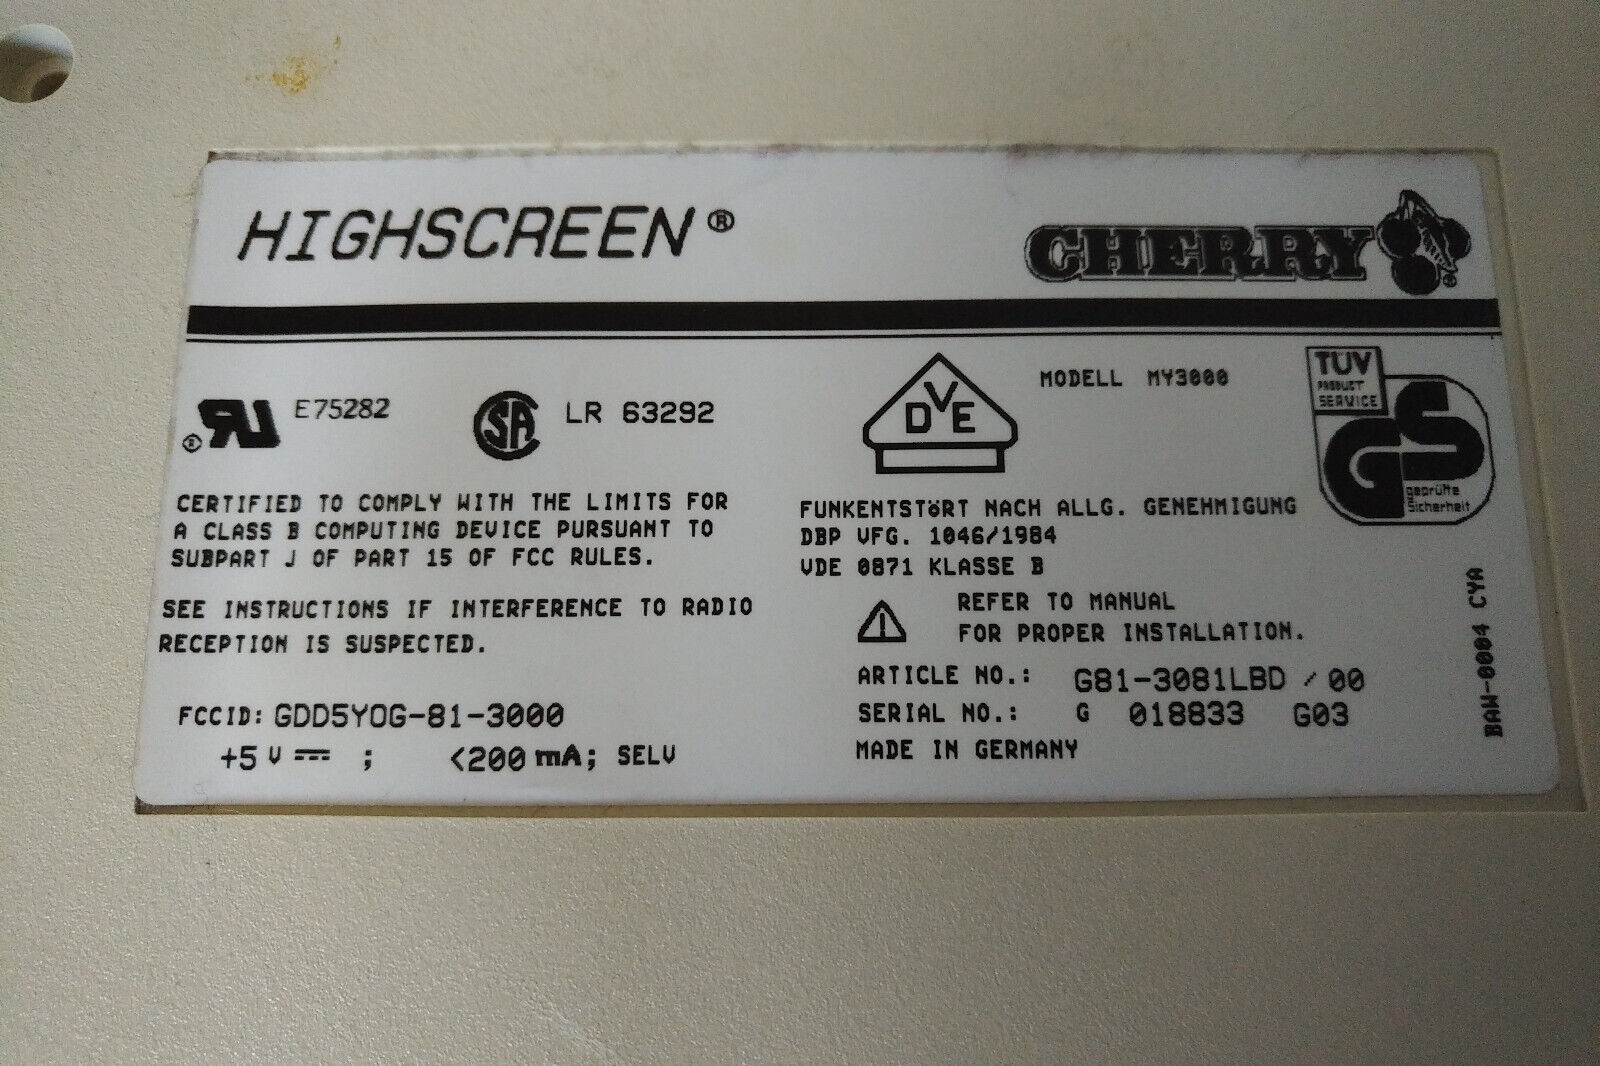 HIGHSCREEN®
CHERRY®
E75282
SA
LR 63292
DVE
MODELL MY3000
TÜV
PRODUCT
SERVICE
GS
geprüfte
Sicherheit
CERTIFIED TO COMPLY WITH THE LIMITS FOR
A CLASS B COMPUTING DEVICE PURSUANT TO
SUBPART J OF PART 15 OF FCC RULES.
SEE INSTRUCTIONS IF INTERFERENCE TO RADIO
RECEPTION IS SUSPECTED.
FCCID: GDD5YOG-81-3000
+5 V ⎓ ; <200 mA; SELV
FUNKENTSTöRT NACH ALLG. GENEHMIGUNG
DBP VFG. 1046/1984
VDE 0871 KLASSE B
REFER TO MANUAL
FOR PROPER INSTALLATION.
ARTICLE NO.: G81-3081LBD / 00
SERIAL NO.: G 018833 G03
MADE IN GERMANY
BAW-0004 CYA